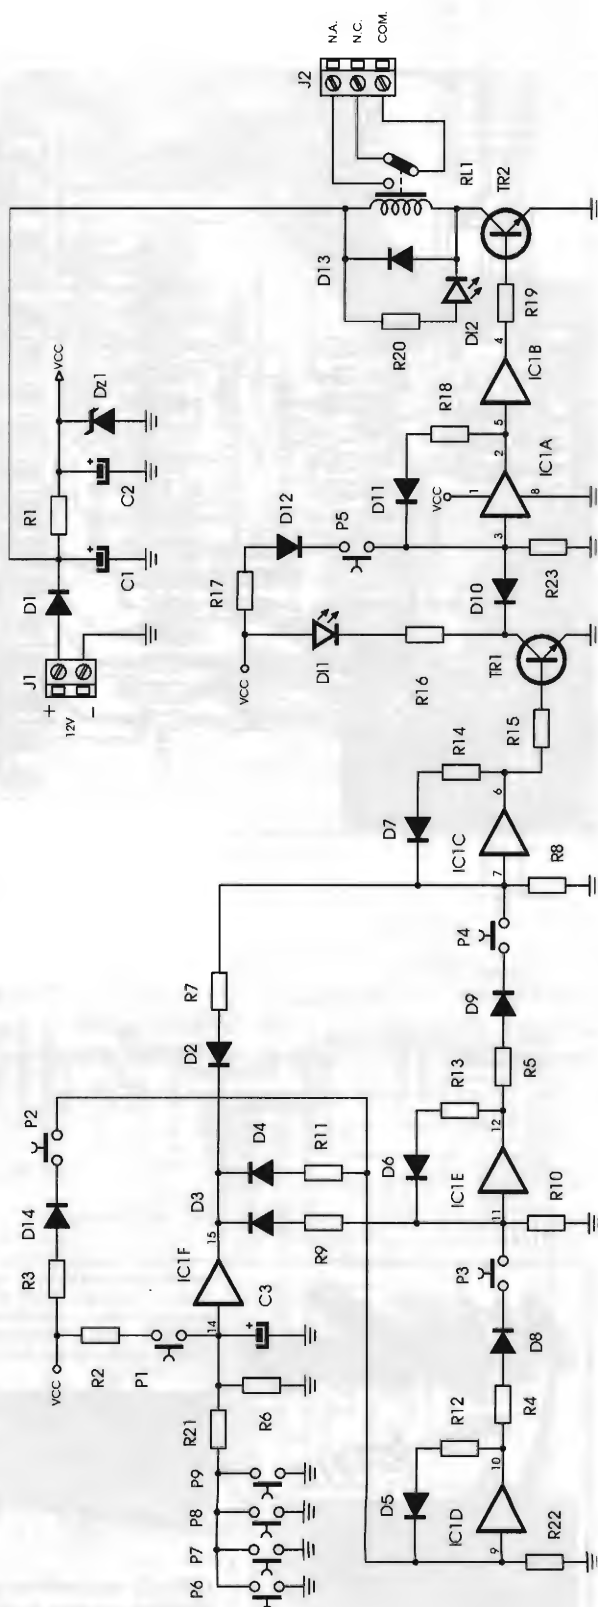 N.A.
N.C.
COM.
J2
RL1
TR2
D13
R20
DI2
R19
4
IC1B
VCC
Dz1
R1
C2
C1
D1
J1
+
12V
−
R18
5
2
IC1A
D11
VCC
1
8
3
D12
P5
R17
R23
D10
VCC
DI1
R16
TR1
R15
R14
6
D7
IC1C
7
R8
P4
R7
D2
D9
R5
R13
12
D6
IC1E
11
R10
P2
D14
R3
D4
R11
D3
R9
15
IC1F
14
C3
P3
D8
R4
VCC
R2
P1
R6
R21
R12
10
D5
IC1D
9
R22
P9
P8
P7
P6
+
+
+